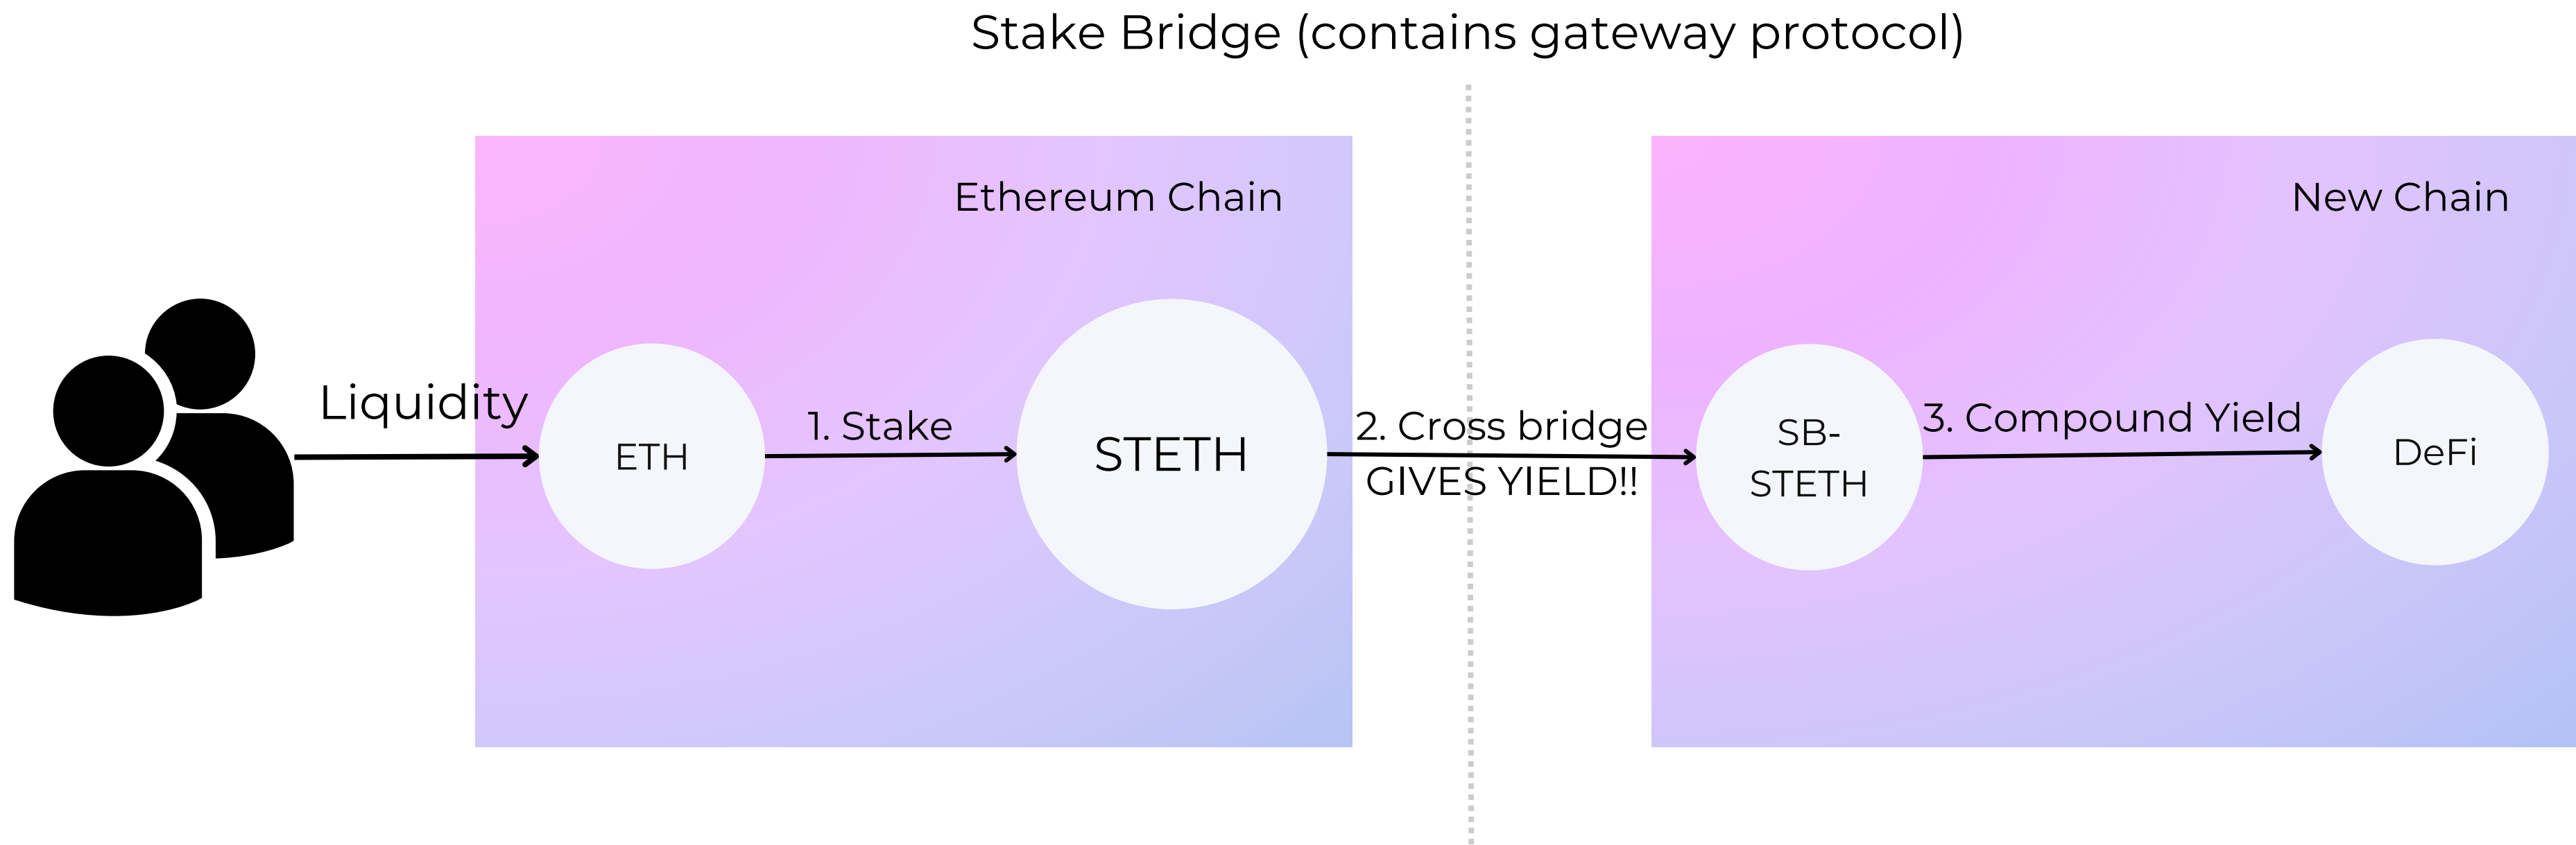 Stake Bridge (contains gateway protocol)
Ethereum Chain
New Chain
Liquidity
ETH
1. Stake
STETH
2. Cross bridge
GIVES YIELD!!
SB-
STETH
3. Compound Yield
DeFi